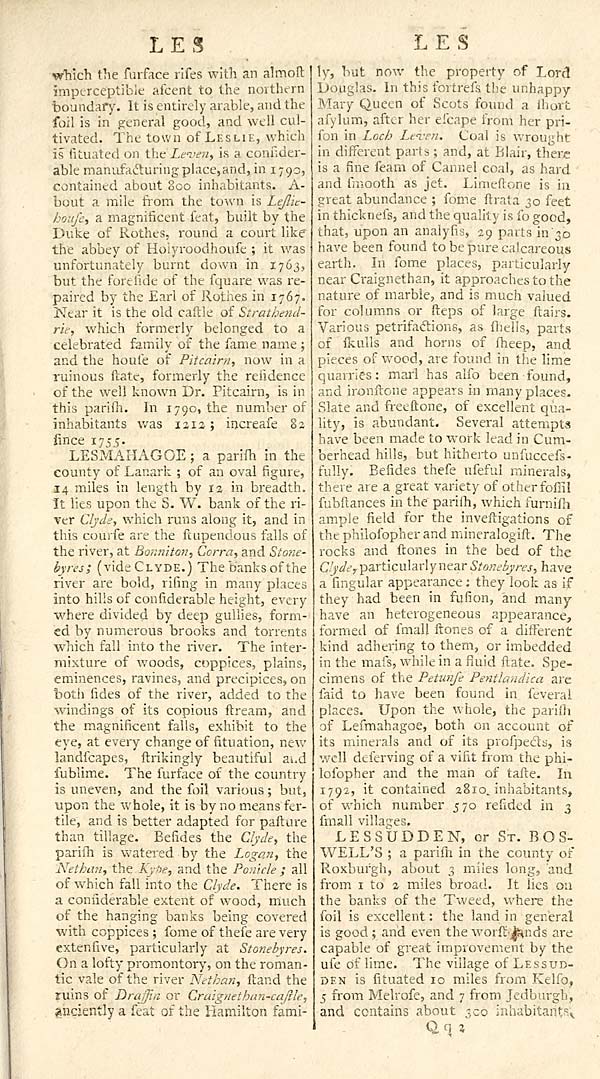 LES
which the ſurface riſes with an almoſt
imperceptible aſcent to the northern
boundary. It is entirely arable, and the
ſoil is in general good, and well cul-
tivated. The town of LESLIE, which
is ſituated on the Leven, is a conſider-
able manufacturing place, and, in 1790,
contained about 800 inhabitants. A-
bout a mile from the town is Leſlie-
houſe, a magnificent ſeat, built by the
Duke of Rothes, round a court like
the abbey of Holyroodhouſe; it was
unfortunately burnt down in 1763,
but the foreſide of the ſquare was re-
paired by the Earl of Rothes in 1767.
Near it is the old caſtle of Strathend-
rie, which formerly belonged to a
celebrated family of the ſame name;
and the houſe of Pitcairn, now in a
ruinous ſtate, formerly the reſidence
of the well known Dr. Pitcairn, is in
this pariſh. In 1790, the number of
inhabitants was 1212; increaſe 82
ſince 1755.
LESMAHAGOE; a pariſh in the
county of Lanark; of an oval figure,
14 miles in length by 12 in breadth.
It lies upon the S. W. bank of the ri-
ver Clyde, which runs along it, and in
this courſe are the ſtupendous falls of
the river, at Bonniton, Corra, and Stone-
byres; (vide CLYDE.) The banks of the
river are bold, riſing in many places
into hills of conſiderable height, every
where divided by deep gullies, form-
ed by numerous brooks and torrents
which fall into the river. The inter-
mixture of woods, coppices, plains,
eminences, ravines, and precipices, on
both ſides of the river, added to the
windings of its copious ſtream, and
the magnificent falls, exhibit to the
eye, at every change of ſituation, new
landſcapes, ſtrikingly beautiful and
ſublime. The ſurface of the country
is uneven, and the ſoil various; but,
upon the whole, it is by no means fer-
tile, and is better adapted for paſture
than tillage. Beſides the Clyde, the
pariſh is watered by the Logan, the
Nethan, the Kype, and the Ponicle; all
of which fall into the Clyde. There is
a conſiderable extent of wood, much
of the hanging banks being covered
with coppices; ſome of theſe are very
extenſive, particularly at Stonebyres.
On a lofty promontory, on the roman-
tic vale of the river Nethan, ſtand the
ruins of Draffin or Craignethan-caſtle,
anciently a ſeat of the Hamilton fami-
LES
ly, but now the property of Lord
Douglas. In this fortreſs the unhappy
Mary Queen of Scots found a ſhort
aſylum, after her eſcape from her pri-
ſon in Loch Leven. Coal is wrought
in different parts; and, at Blair, there
is a fine ſeam of Cannel coal, as hard
and ſmooth as jet. Limeſtone is in
great abundance; ſome ſtrata 30 feet
in thickneſs, and the quality is ſo good,
that, upon an analyſis, 29 parts in 30
have been found to be pure calcareous
earth. In ſome places, particularly
near Craignethan, it approaches to the
nature of marble, and is much valued
for columns or ſteps of large ſtairs.
Various petrifactions, as ſhells, parts
of ſkulls and horns of ſheep, and
pieces of wood, are found in the lime
quarries: marl has alſo been found,
and ironſtone appears in many places.
Slate and freeſtone, of excellent qua-
lity, is abundant. Several attempts
have been made to work lead in Cum-
berhead hills, but hitherto unſucceſs-
fully. Beſides theſe uſeful minerals,
there are a great variety of other foſſil
ſubſtances in the pariſh, which furniſh
ample field for the inveſtigations of
the philoſopher and mineralogiſt. The
rocks and ſtones in the bed of the
Clyde, particularly near Stonebyres, have
a ſingular appearance: they look as if
they had been in fuſion, and many
have an heterogeneous appearance,
formed of ſmall ſtones of a different
kind adhering to them, or imbedded
in the maſs, while in a fluid ſtate. Spe-
cimens of the Petunſe Pentlandica are
ſaid to have been found in ſeveral
places. Upon the whole, the pariſh
of Leſmahagoe, both on account of
its minerals and of its proſpects, is
well deſerving of a viſit from the phi-
loſopher and the man of taſte. In
1792, it contained 2810 inhabitants,
of which number 570 reſided in 3
ſmall villages.
LESSUDDEN, or ST. BOS-
WELL'S; a pariſh in the county of
Roxburgh, about 3 miles long, and
from 1 to 2 miles broad. It lies on
the banks of the Tweed, where the
ſoil is excellent: the land in general
is good; and even the worſt lands are
capable of great improvement by the
uſe of lime. The village of LESSUD-
DEN is ſituated 10 miles from Kelſo,
5 from Melroſe, and 7 from Jedburgh,
and contains about 300 inhabitants.
Q q 2